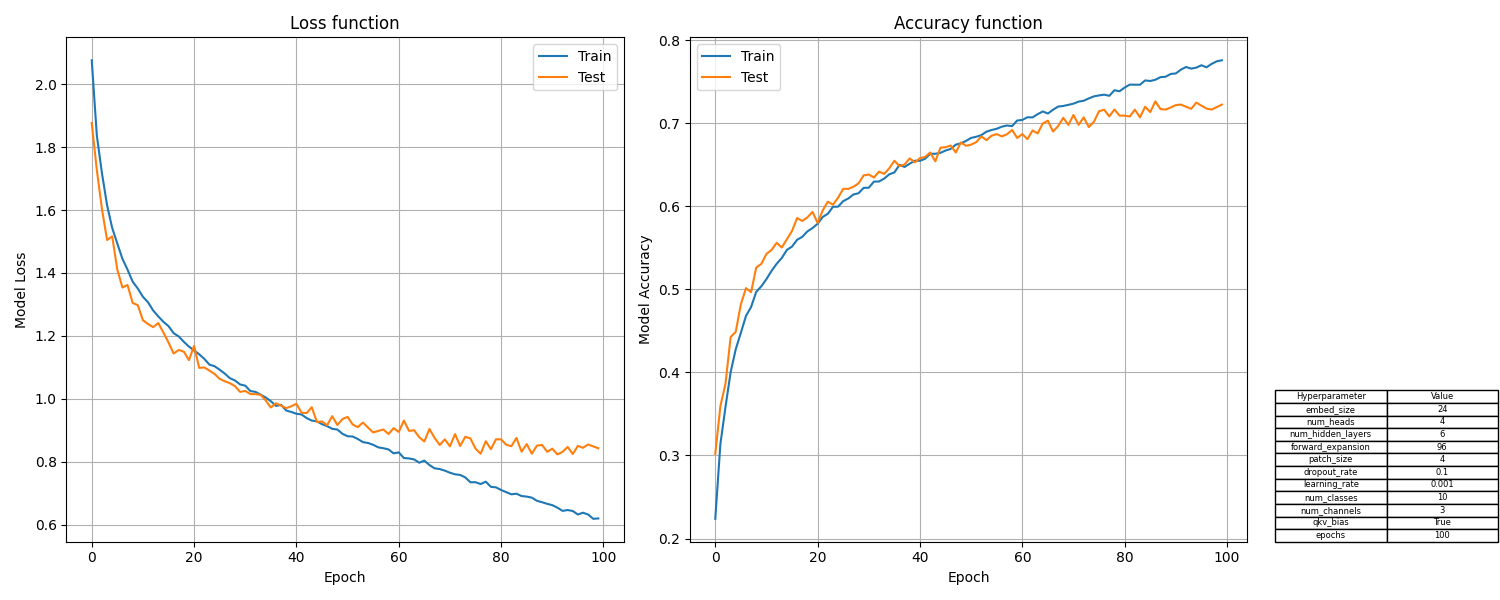 Loss function
Model Loss
2.0
1.8
1.6
1.4
1.2
1.0
0.8
0.6
0 20 40 60 80 100
Epoch
Train
Test
Accuracy function
Model Accuracy
0.8
0.7
0.6
0.5
0.4
0.3
0.2
0 20 40 60 80 100
Epoch
Train
Test
Hyperparameter Value
embed_size 24
num_heads 4
num_hidden_layers 6
forward_expansion 96
patch_size 4
dropout_rate 0.1
learning_rate 0.001
num_classes 10
num_channels 3
qkv_bias True
epochs 100